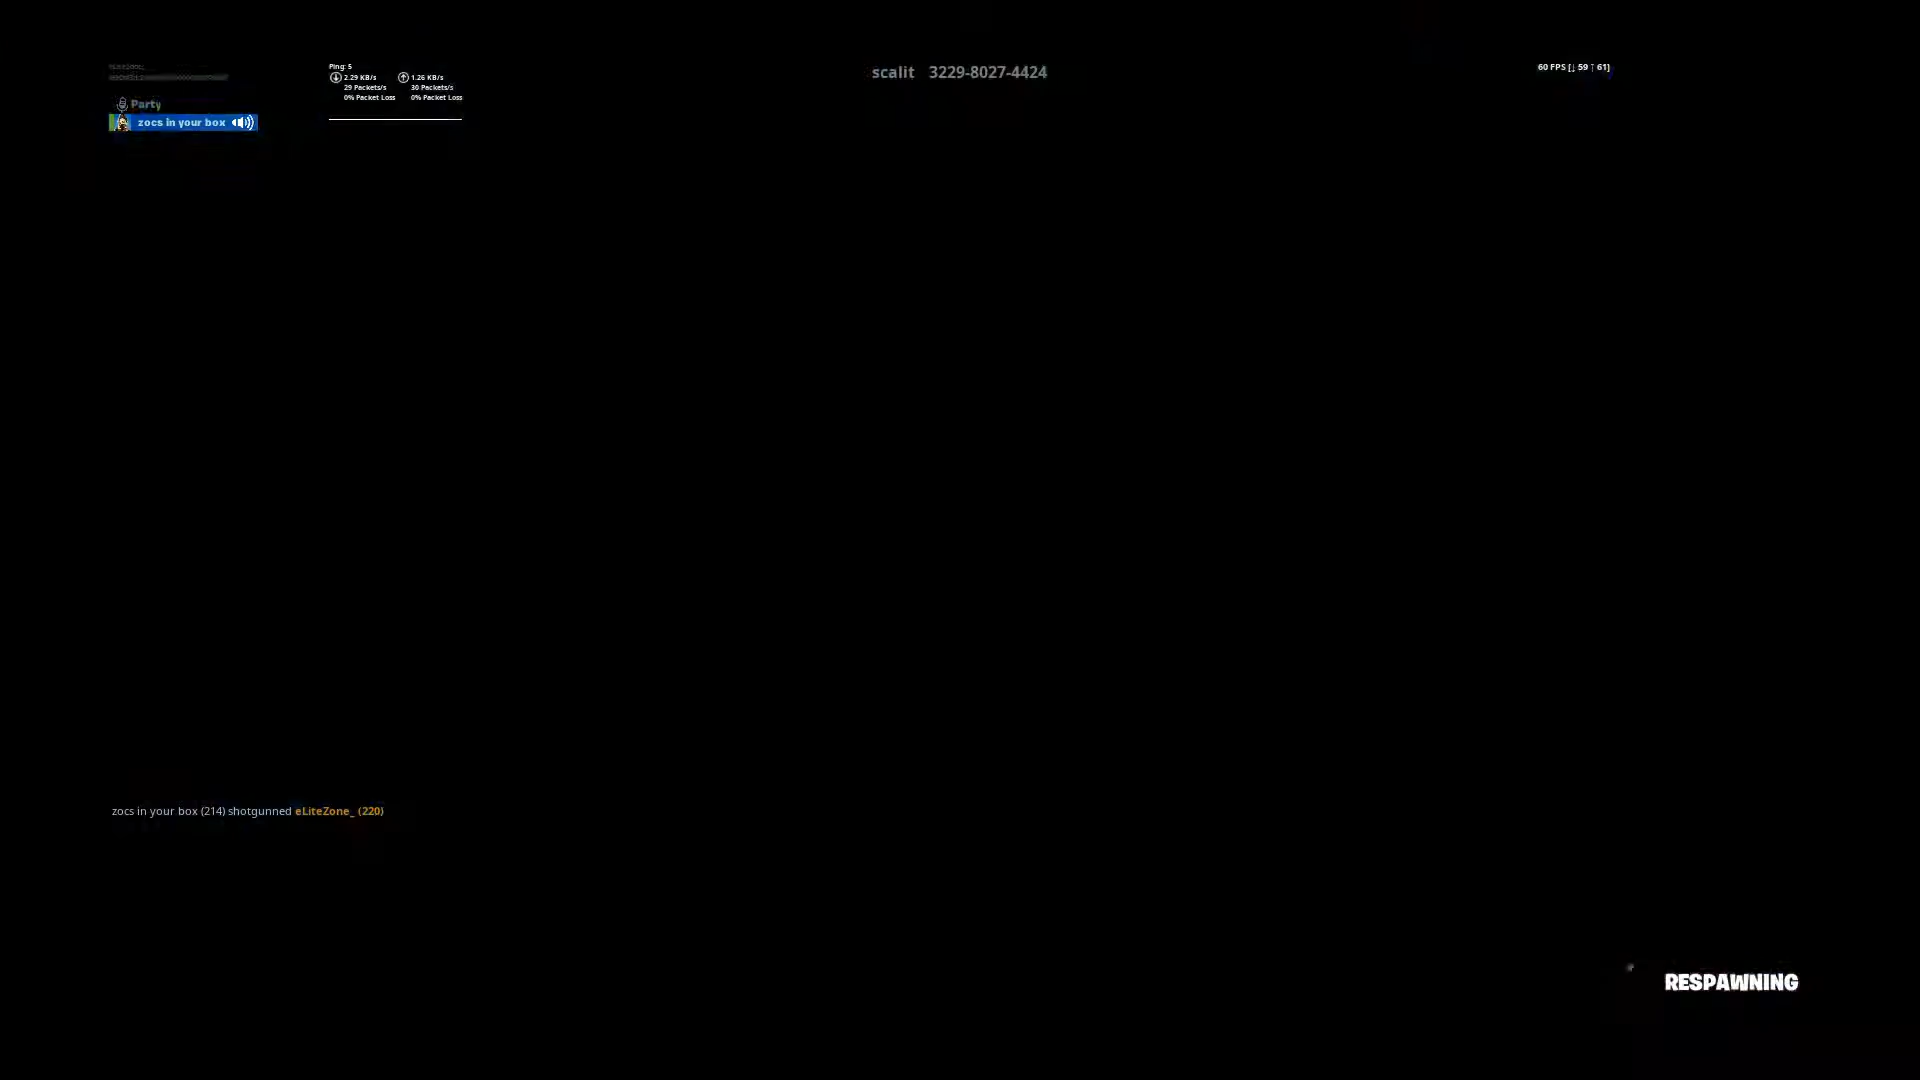 Ping: 5
2.29 KB/s 1.26 KB/s
29 Packets/s 30 Packets/s
0% Packet Loss 0% Packet Loss
scalit 3229-8027-4424
60 FPS [↓ 59 ↑ 61]
Party
zocs in your box
zocs in your box (214) shotgunned eLiteZone_ (220)
RESPAWNING